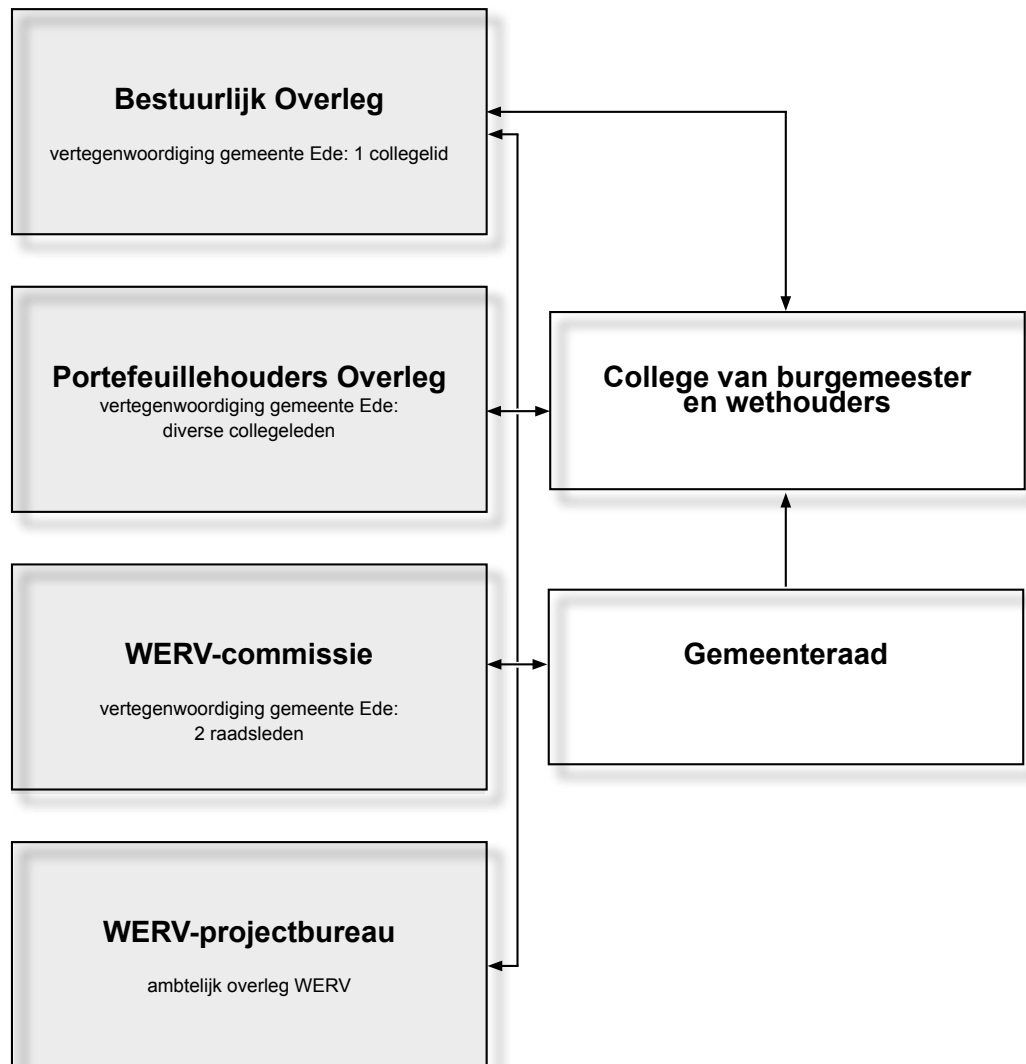 Bestuurlijk Overleg
vertegenwoordiging gemeente Ede: 1 collegelid
Portefeuillehouders Overleg
vertegenwoordiging gemeente Ede:
diverse collegeleden
College van burgemeester
en wethouders
WERV-commissie
vertegenwoordiging gemeente Ede:
2 raadsleden
Gemeenteraad
WERV-projectbureau
ambtelijk overleg WERV